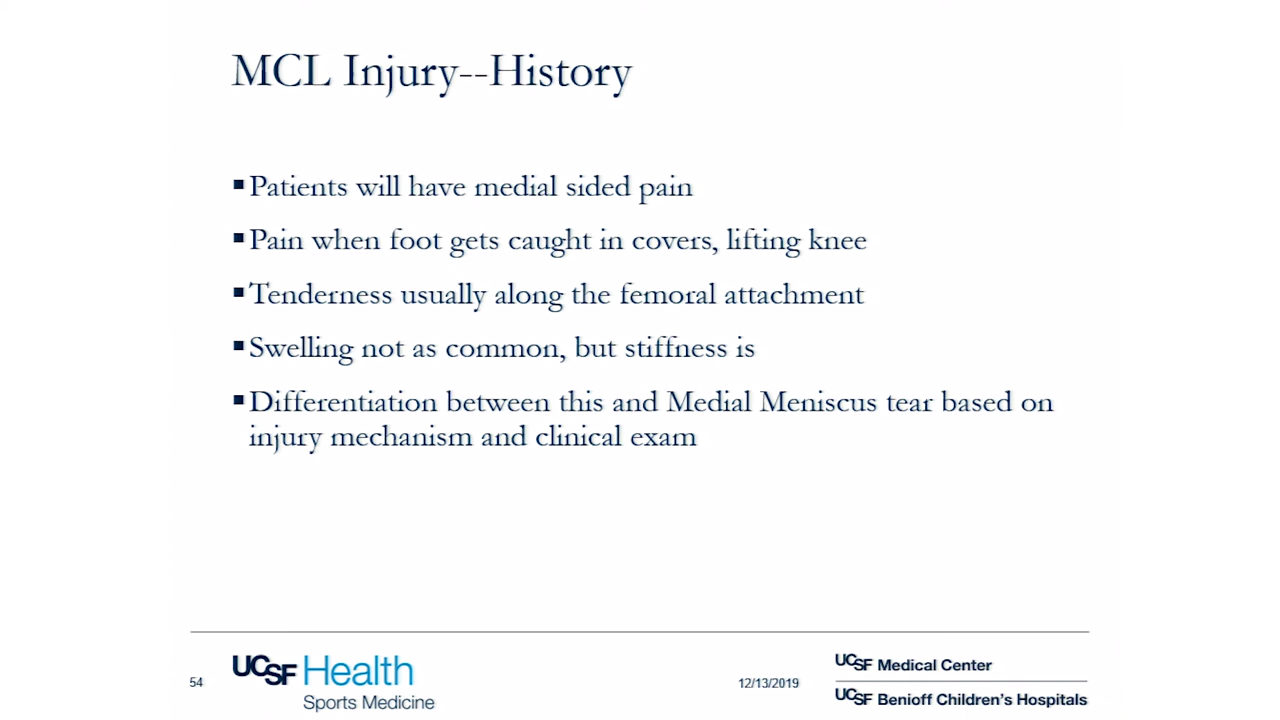 MCL Injury--History
▪Patients will have medial sided pain
▪Pain when foot gets caught in covers, lifting knee
▪Tenderness usually along the femoral attachment
▪Swelling not as common, but stiffness is
▪Differentiation between this and Medial Meniscus tear based on
injury mechanism and clinical exam
54
UCSF Health
Sports Medicine
12/13/2019
UCSF Medical Center
UCSF Benioff Children's Hospitals